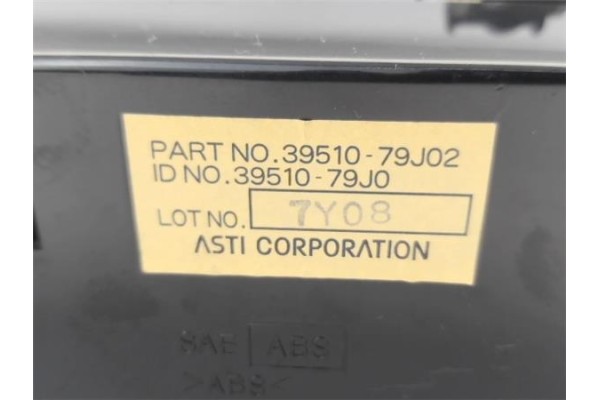 PART NO.39510-79J02
ID NO.39510-79J0
LOT NO. 7Y08
ASTI CORPORATION
SAE ABS
>ABS<